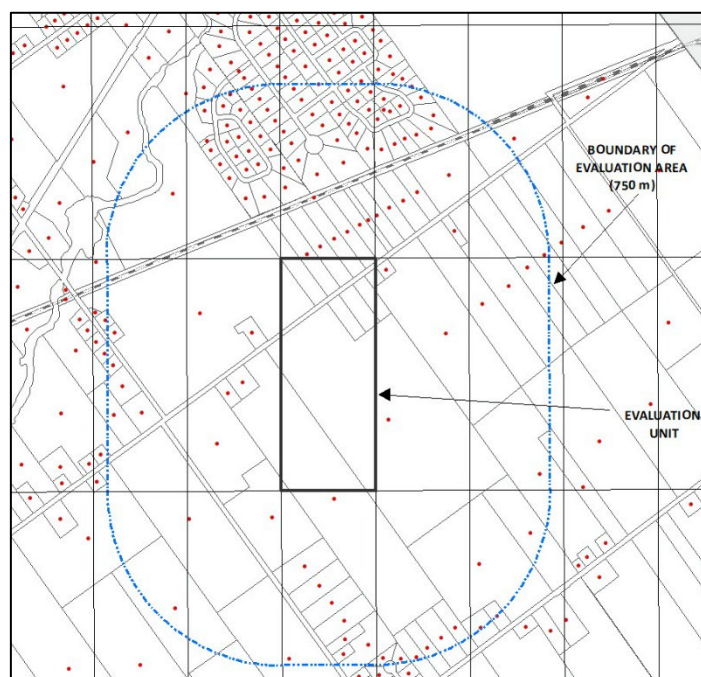 BOUNDARY OF
EVALUATION AREA
(750 m)
EVALUATION
UNIT